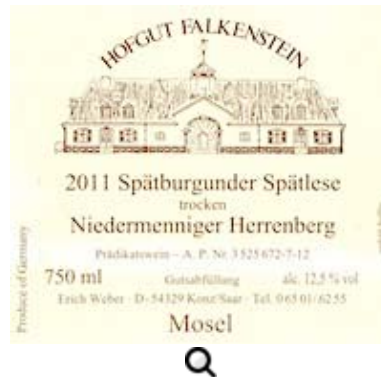 HOFGUT FALKENSTEIN
2011 Spätburgunder Spätlese
trocken
Niedermenniger Herrenberg
Prädikatswein – A. P. Nr. 3 525 672-7-12
750 ml Gutsabfüllung alc. 12,5 % vol
Erich Weber · D-54329 Konz/Saar · Tel. 0 65 01/ 62 55
Mosel
Produce of Germany